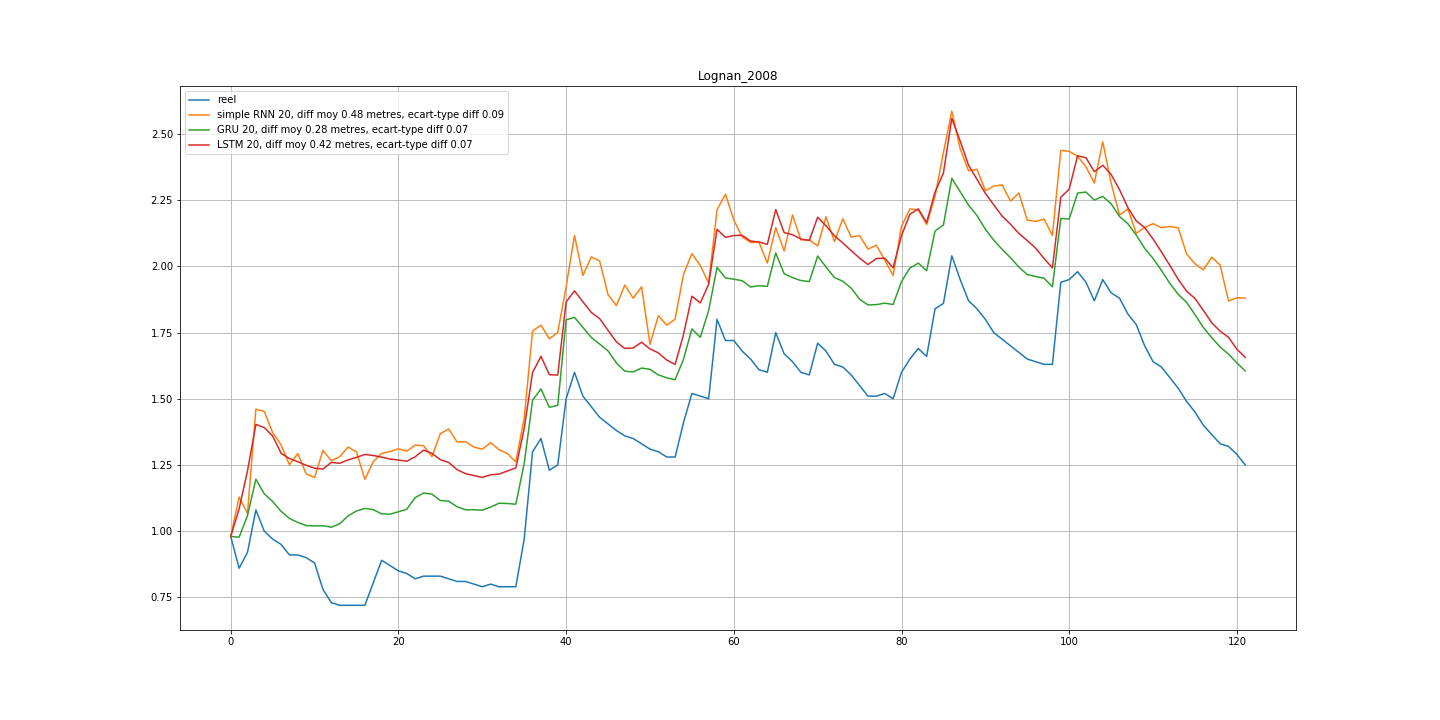 Lognan_2008
reel
simple RNN 20, diff moy 0.48 metres, ecart-type diff 0.09
GRU 20, diff moy 0.28 metres, ecart-type diff 0.07
LSTM 20, diff moy 0.42 metres, ecart-type diff 0.07
2.50
2.25
2.00
1.75
1.50
1.25
1.00
0.75
0 20 40 60 80 100 120